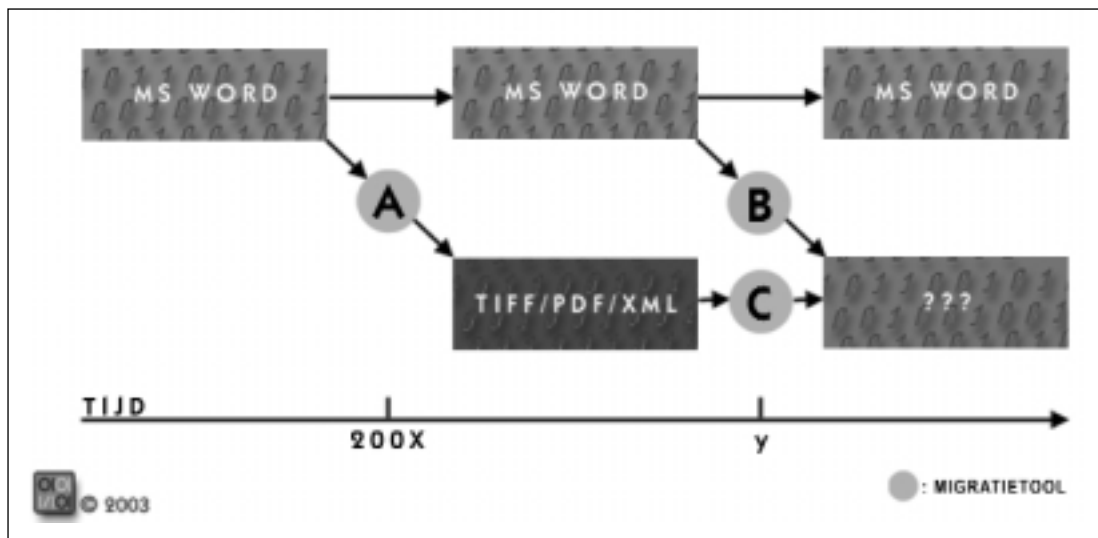 MS WORD
MS WORD
MS WORD
A
B
TIFF/PDF/XML
C
???
TIJD
200X
y
© 2003
: MIGRATIETOOL